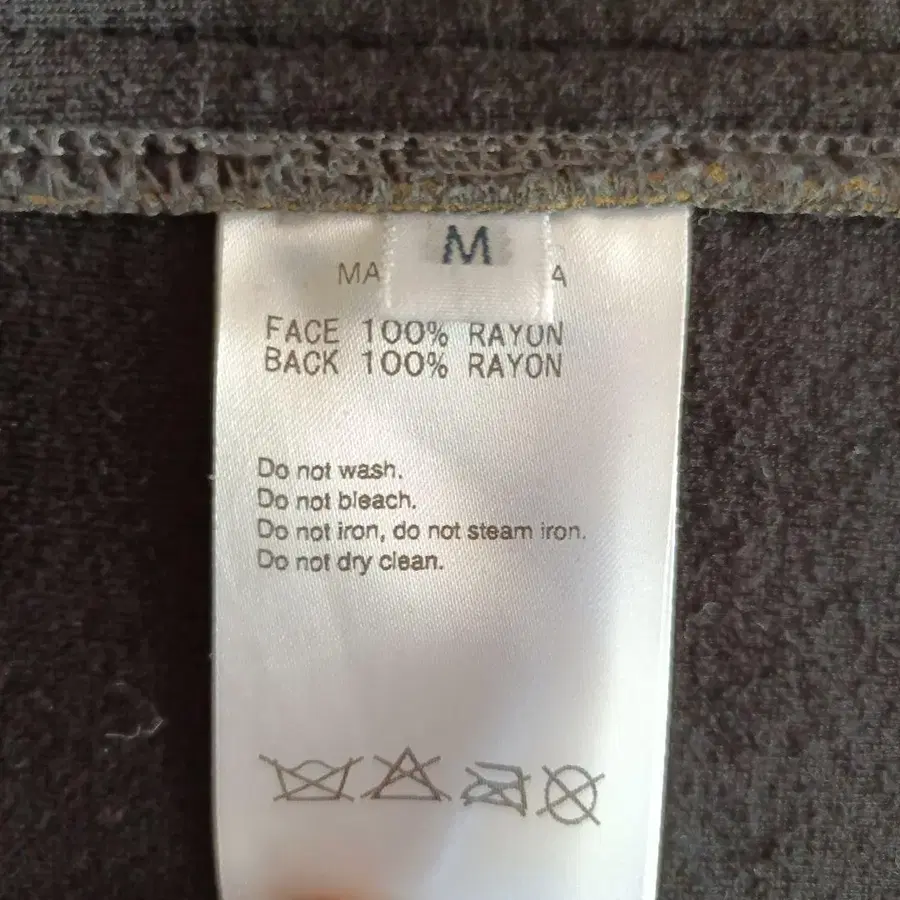 M
MA
A
FACE 100% RAYON
BACK 100% RAYON
Do not wash.
Do not bleach.
Do not iron, do not steam iron.
Do not dry clean.